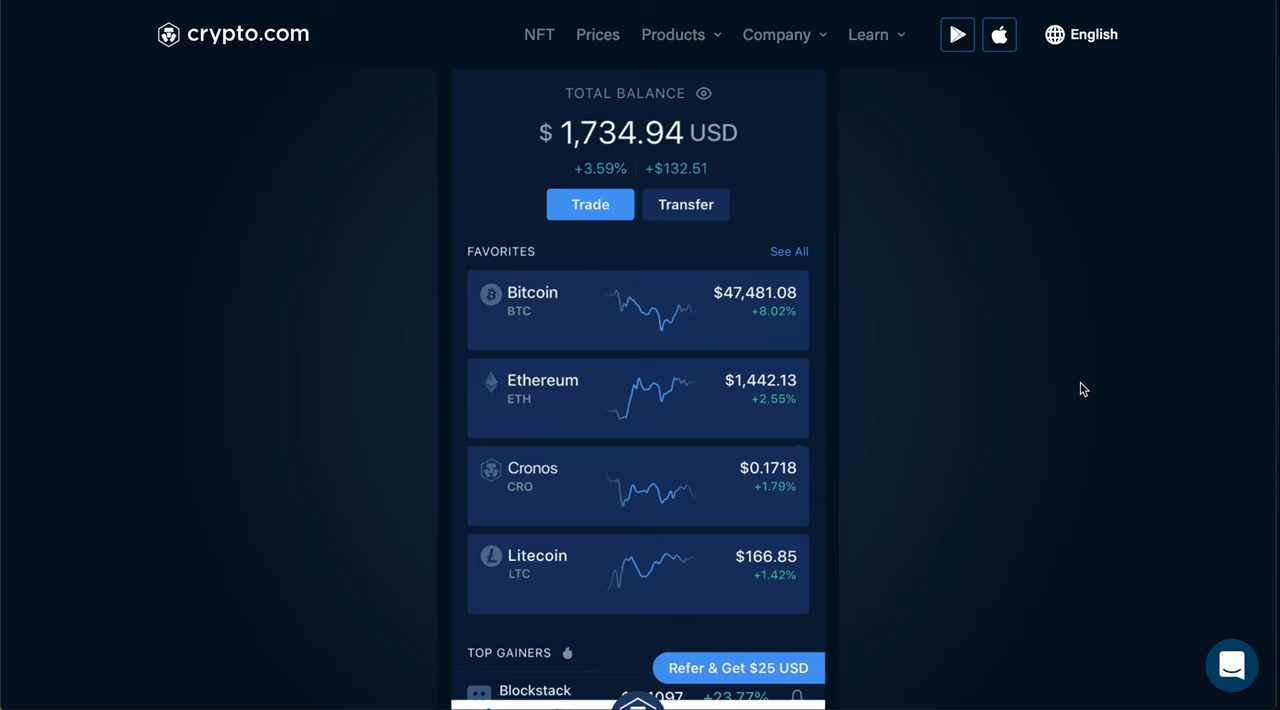 crypto.com
NFT Prices Products Company Learn English
TOTAL BALANCE
$ 1,734.94 USD
+3.59% +$132.51
Trade Transfer
FAVORITES See All
Bitcoin $47,481.08
BTC +8.02%
Ethereum $1,442.13
ETH +2.55%
Cronos $0.1718
CRO +1.79%
Litecoin $166.85
LTC +1.42%
TOP GAINERS
Refer & Get $25 USD
Blockstack +23.77%